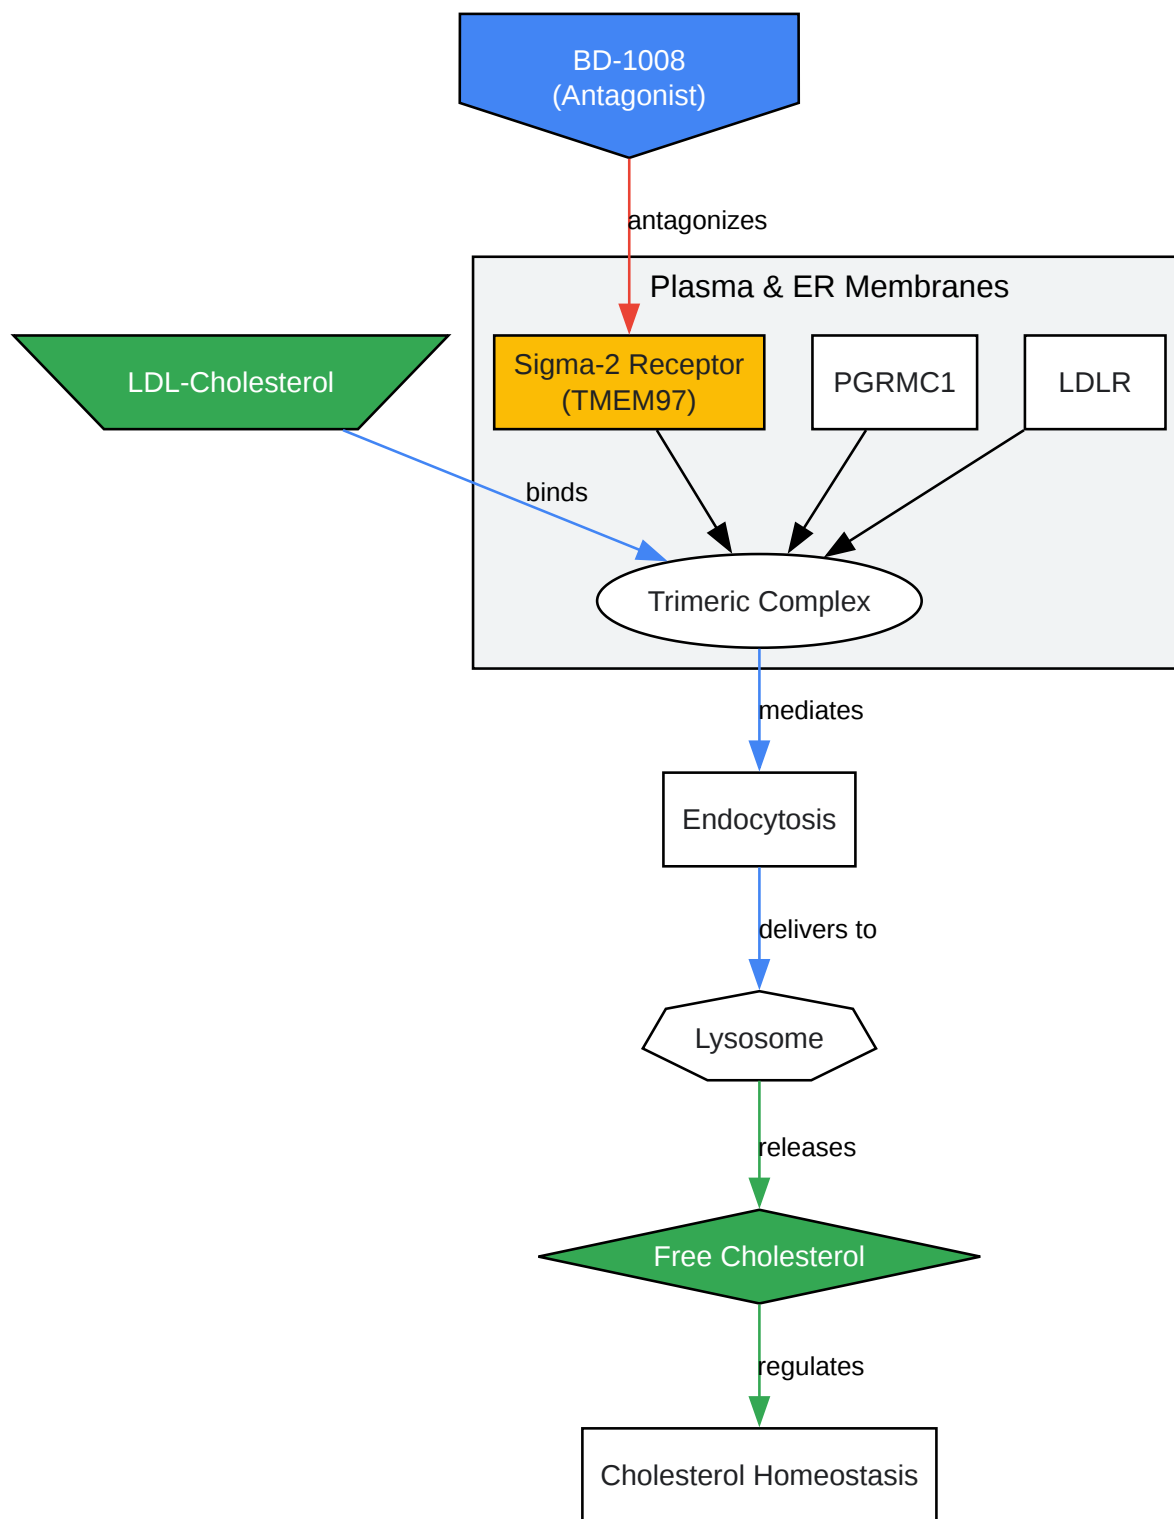 BD-1008
(Antagonist)
antagonizes
Plasma & ER Membranes
LDL-Cholesterol
Sigma-2 Receptor
(TMEM97)
PGRMC1
LDLR
binds
Trimeric Complex
mediates
Endocytosis
delivers to
Lysosome
releases
Free Cholesterol
regulates
Cholesterol Homeostasis